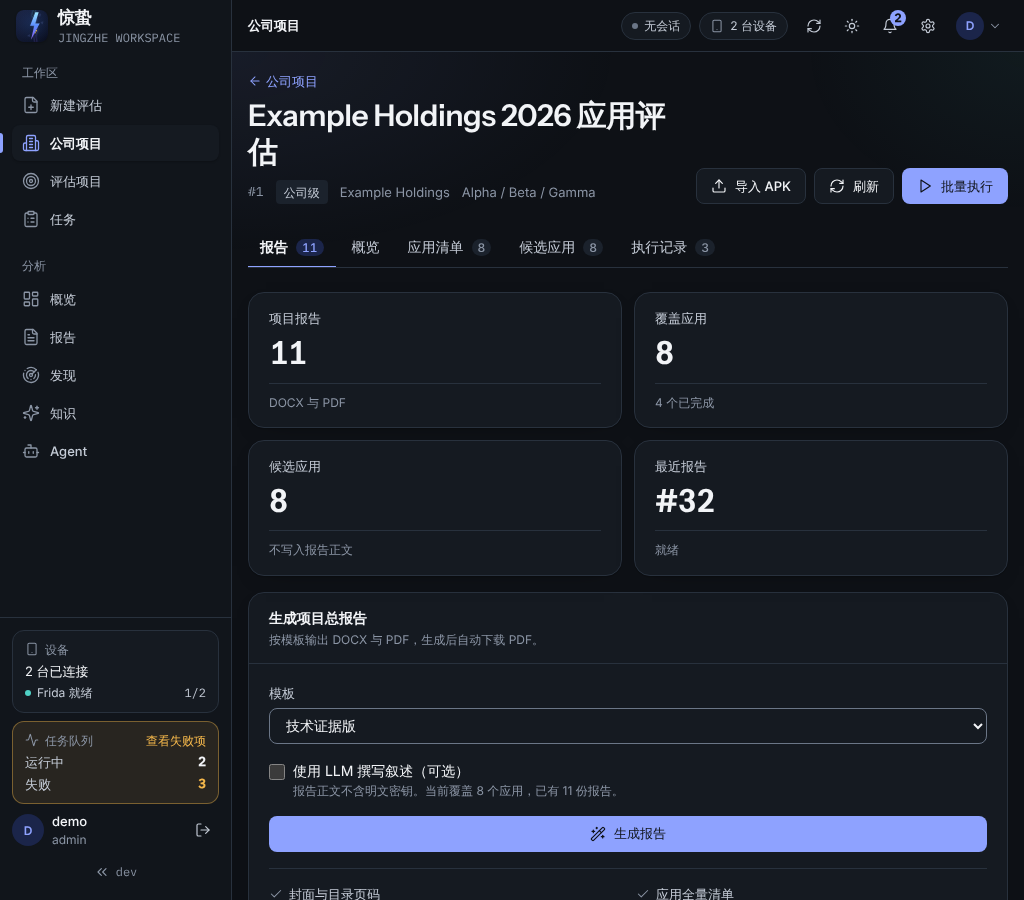 惊蛰
JINGZHE WORKSPACE
工作区
新建评估
公司项目
评估项目
任务
分析
概览
报告
发现
知识
Agent
设备
2 台已连接
Frida 就绪 1/2
任务队列 查看失败项
运行中 2
失败 3
D demo
admin
dev
公司项目 无会话 2 台设备 2 D
公司项目
Example Holdings 2026 应用评
估
#1 公司级 Example Holdings Alpha / Beta / Gamma
导入 APK 刷新 批量执行
报告 11 概览 应用清单 8 候选应用 8 执行记录 3
项目报告
11
DOCX 与 PDF
覆盖应用
8
4 个已完成
候选应用
8
不写入报告正文
最近报告
#32
就绪
生成项目总报告
按模板输出 DOCX 与 PDF，生成后自动下载 PDF。
模板
技术证据版
使用 LLM 撰写叙述（可选）
报告正文不含明文密钥。当前覆盖 8 个应用，已有 11 份报告。
生成报告
封面与目录页码 应用全量清单